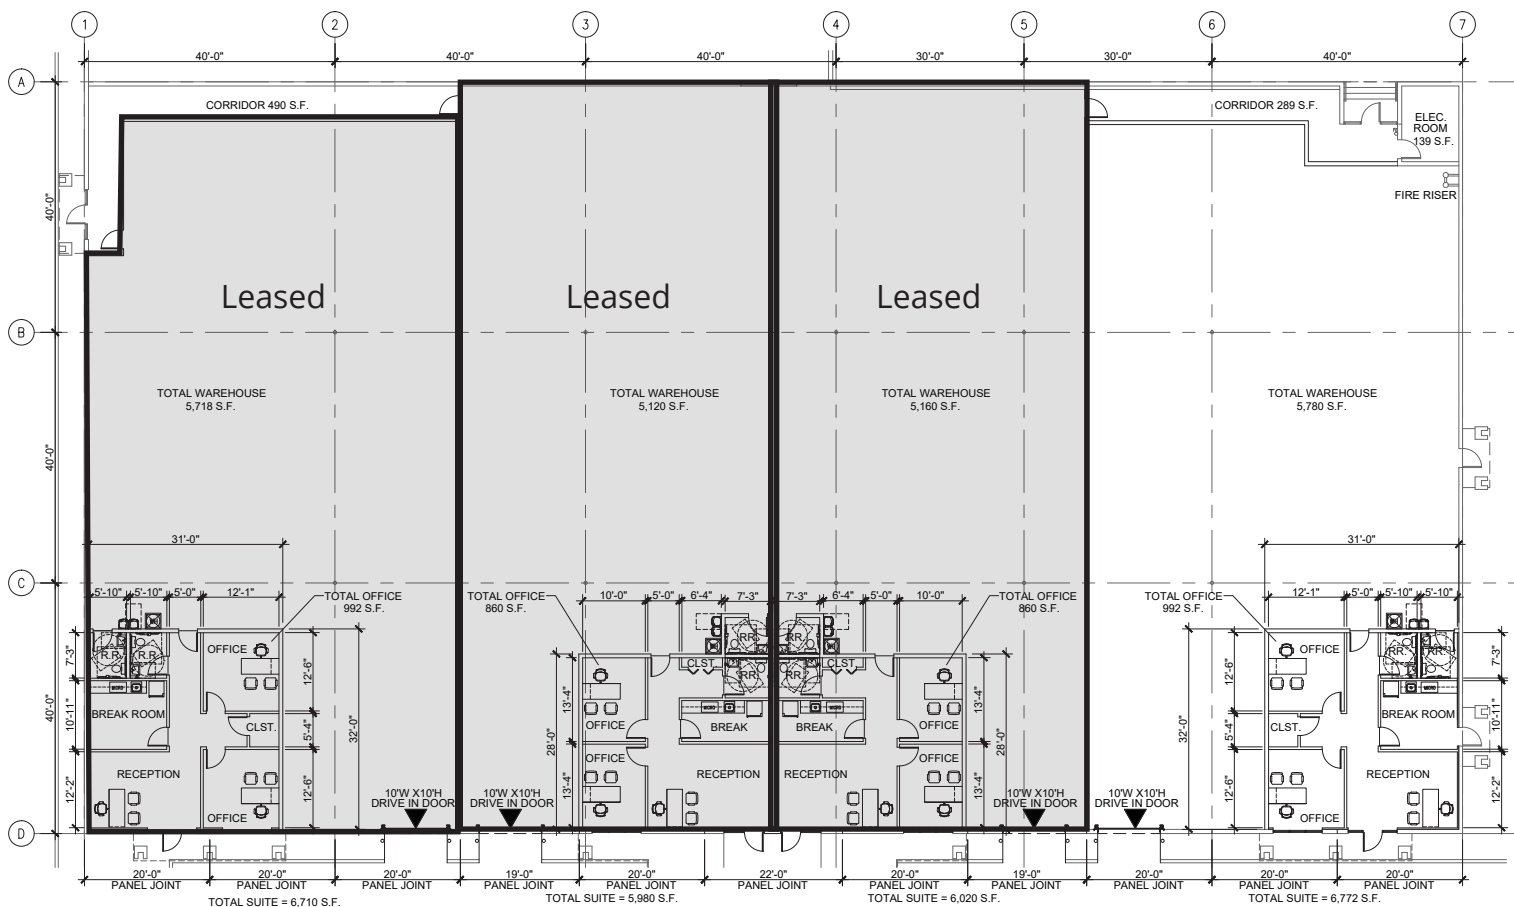 1 2 3 4 5 6 7
40'-0" 40'-0" 40'-0" 30'-0" 30'-0" 40'-0"
A
CORRIDOR 490 S.F.
CORRIDOR 289 S.F.
ELEC.
ROOM
139 S.F.
FIRE RISER
40'-0"
Leased Leased Leased
B
TOTAL WAREHOUSE
5,718 S.F.
TOTAL WAREHOUSE
5,120 S.F.
TOTAL WAREHOUSE
5,160 S.F.
TOTAL WAREHOUSE
5,780 S.F.
40'-0"
31'-0" 31'-0"
C
5'-10" 5'-10" 5'-0" 12'-1"
TOTAL OFFICE
992 S.F.
TOTAL OFFICE
860 S.F.
10'-0" 5'-0" 6'-4" 7'-3" 7'-3" 6'-4" 5'-0" 10'-0"
TOTAL OFFICE
860 S.F.
TOTAL OFFICE
992 S.F.
12'-1" 5'-0" 5'-10" 5'-10"
40'-0"
7'-3"
10'-11"
12'-2"
R.R. R.R.
OFFICE
BREAK ROOM
CLST.
RECEPTION
OFFICE
12'-6"
5'-4"
12'-6"
32'-0"
10'W X10'H
DRIVE IN DOOR
10'W X10'H
DRIVE IN DOOR
28'-0"
13'-4"
13'-4"
RR.
CLST.
RR.
OFFICE
BREAK
OFFICE
RECEPTION
RR.
CLST.
RR.
BREAK
OFFICE
RECEPTION
OFFICE
13'-4"
13'-4"
28'-0"
10'W X10'H
DRIVE IN DOOR
10'W X10'H
DRIVE IN DOOR
32'-0"
12'-6"
5'-4"
12'-6"
OFFICE
RR. RR.
CLST.
BREAK ROOM
RECEPTION
OFFICE
7'-3"
10'-11"
12'-2"
D
20'-0" 20'-0" 20'-0" 19'-0" 20'-0" 22'-0" 20'-0" 19'-0" 20'-0" 20'-0" 20'-0"
PANEL JOINT PANEL JOINT PANEL JOINT PANEL JOINT PANEL JOINT PANEL JOINT PANEL JOINT PANEL JOINT PANEL JOINT PANEL JOINT PANEL JOINT
TOTAL SUITE = 6,710 S.F. TOTAL SUITE = 5,980 S.F. TOTAL SUITE = 6,020 S.F. TOTAL SUITE = 6,772 S.F.